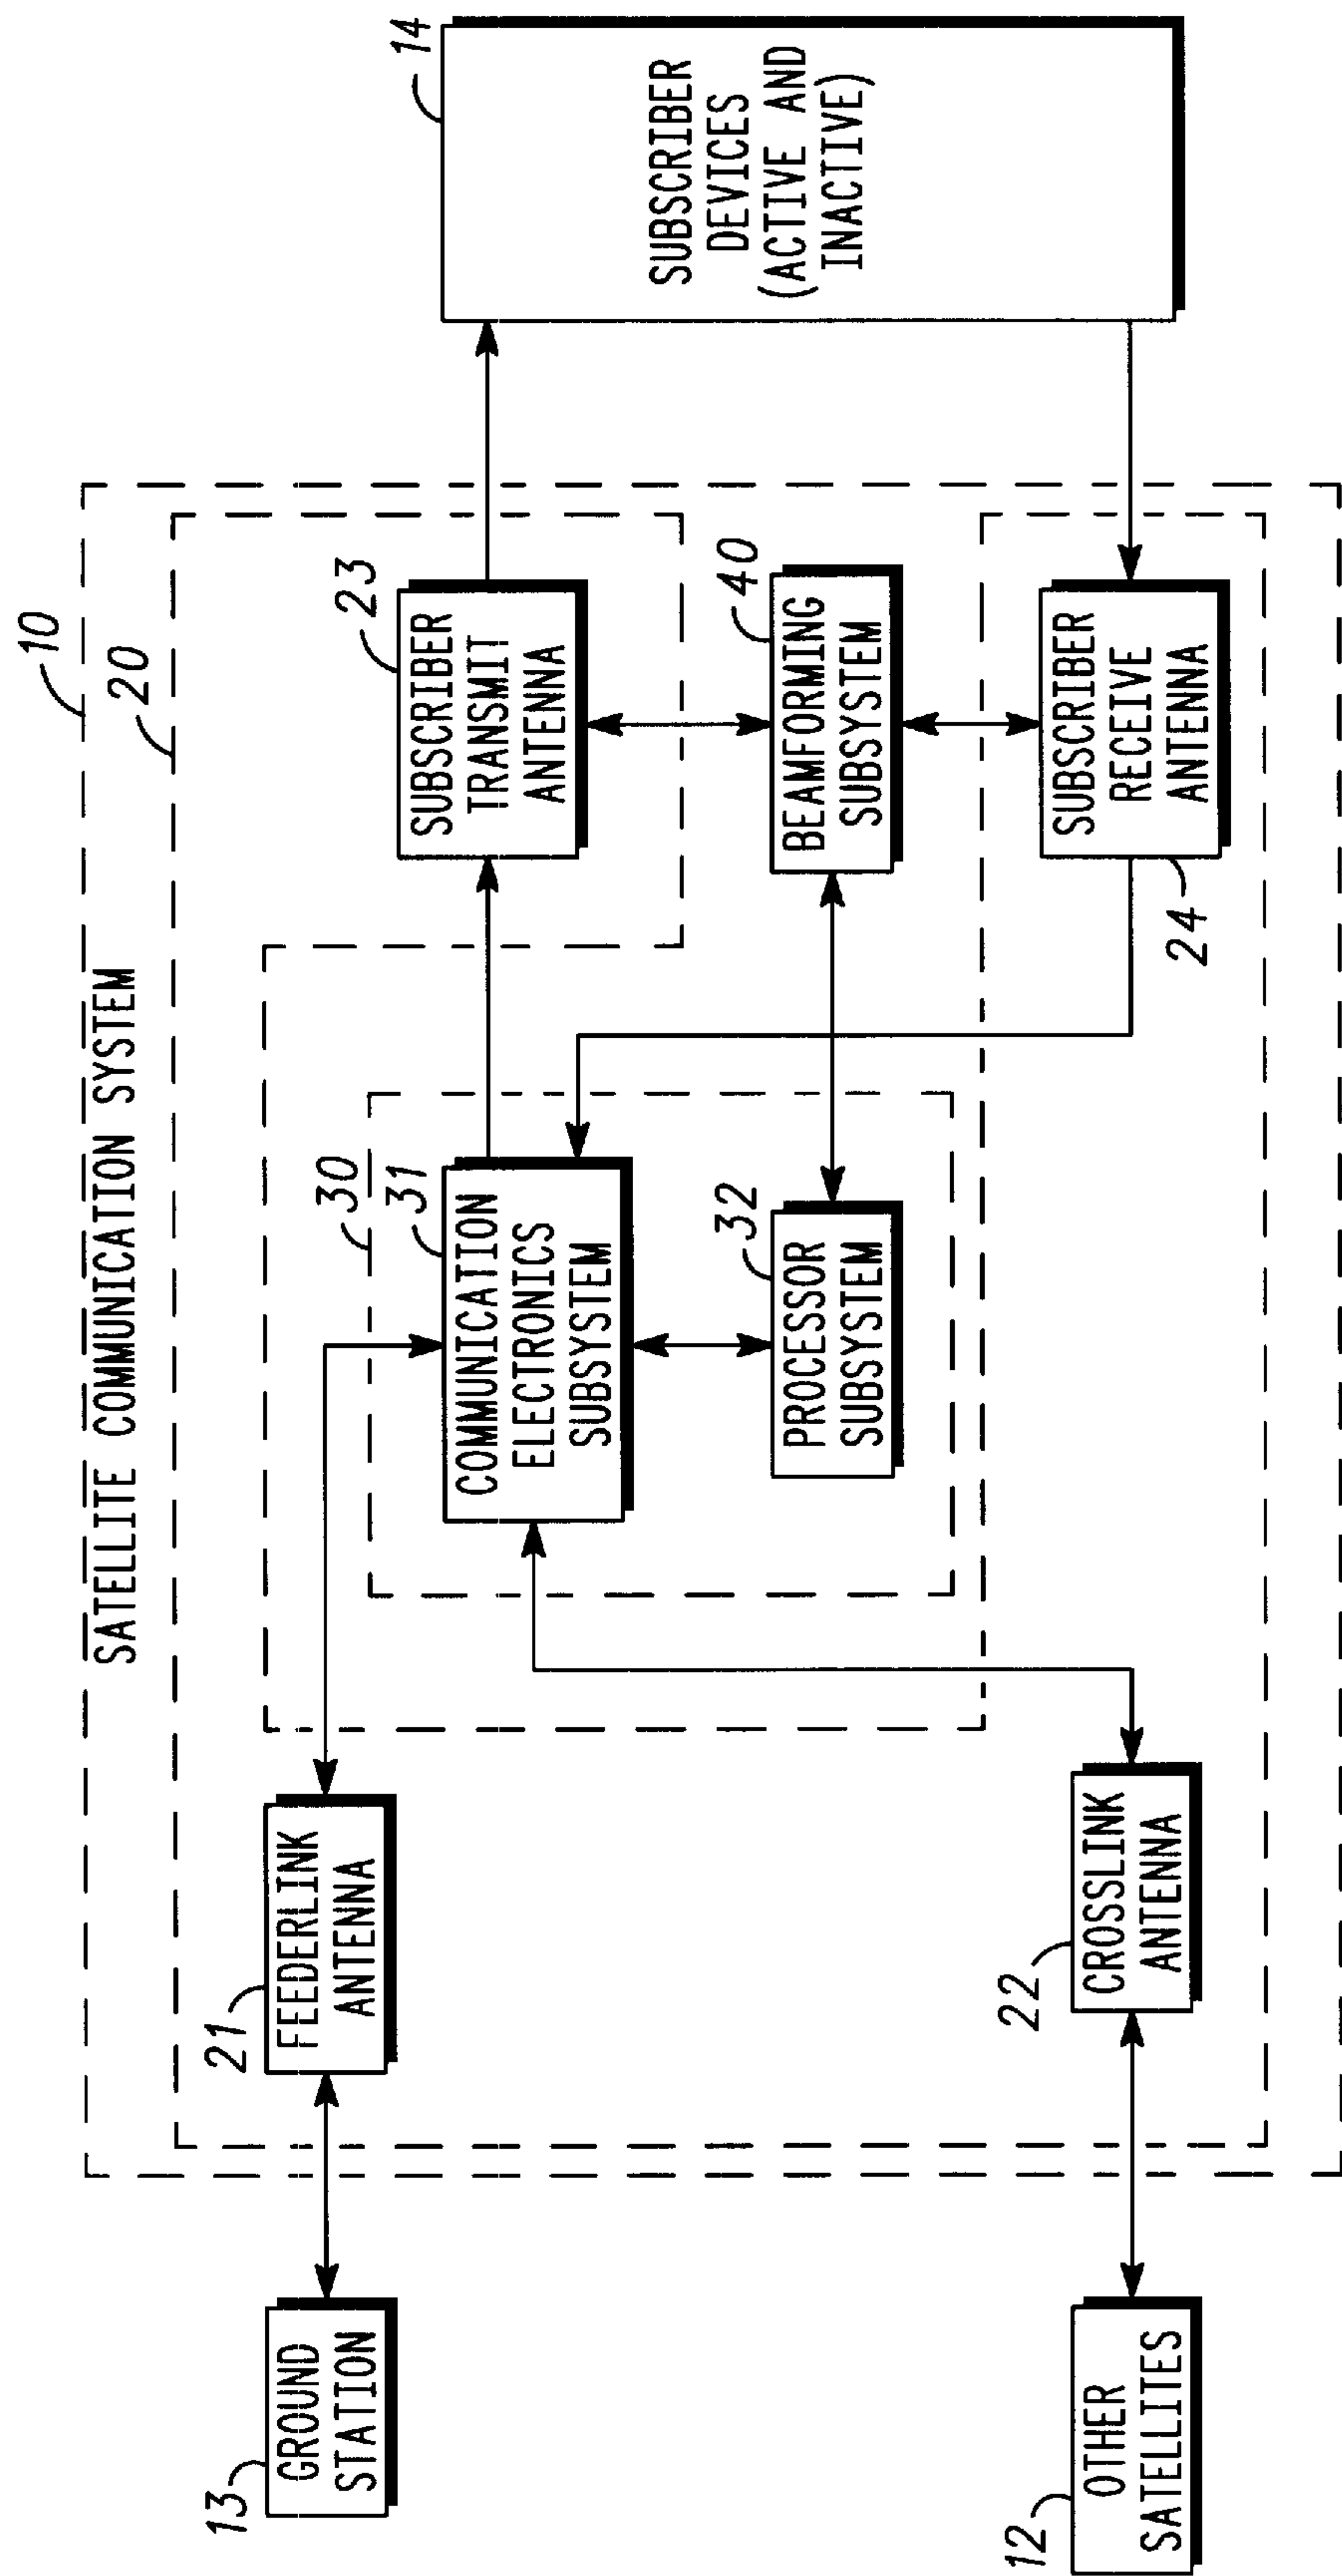 SATELLITE COMMUNICATION SYSTEM
10
20
13
GROUND
STATION
21
FEEDERLINK
ANTENNA
30
31
COMMUNICATION
ELECTRONICS
SUBSYSTEM
23
SUBSCRIBER
TRANSMIT
ANTENNA
14
SUBSCRIBER
DEVICES
(ACTIVE AND
INACTIVE)
32
PROCESSOR
SUBSYSTEM
40
BEAMFORMING
SUBSYSTEM
12
OTHER
SATELLITES
22
CROSSLINK
ANTENNA
SUBSCRIBER
RECEIVE
ANTENNA
24